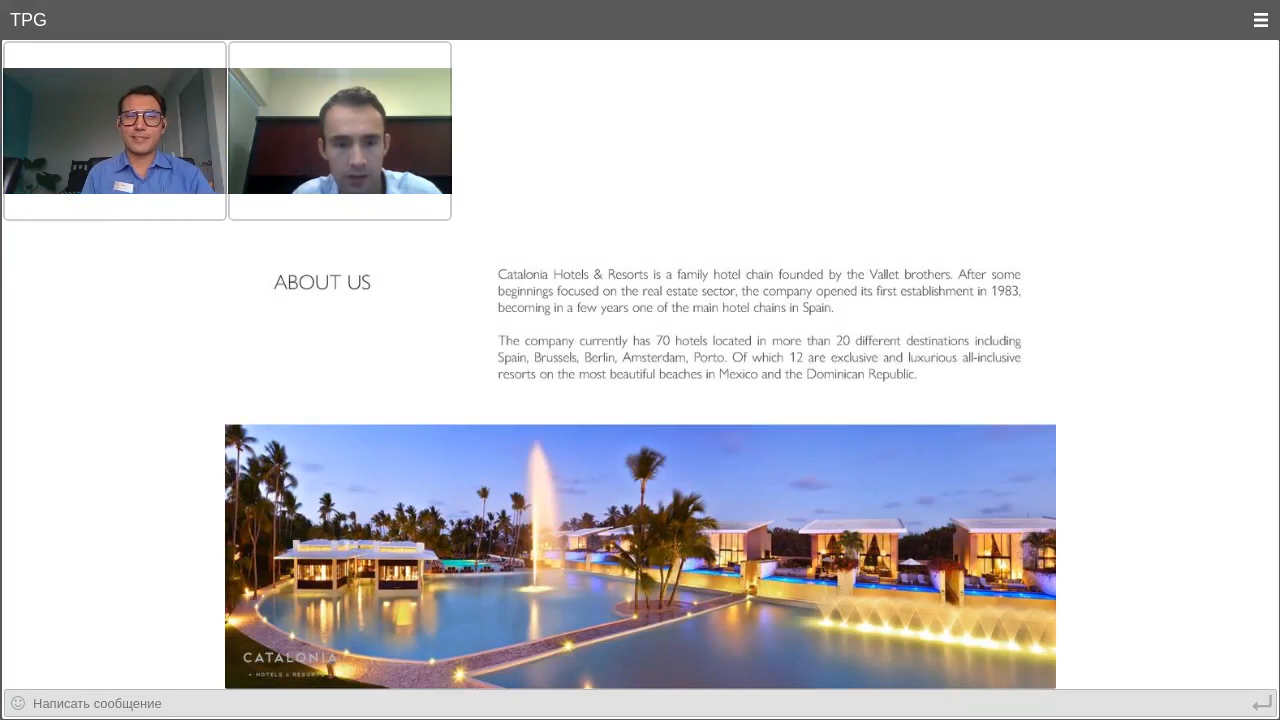 TPG
ABOUT US
Catalonia Hotels & Resorts is a family hotel chain founded by the Vallet brothers. After some
beginnings focused on the real estate sector, the company opened its first establishment in 1983,
becoming in a few years one of the main hotel chains in Spain.
The company currently has 70 hotels located in more than 20 different destinations including
Spain, Brussels, Berlin, Amsterdam, Porto. Of which 12 are exclusive and luxurious all-inclusive
resorts on the most beautiful beaches in Mexico and the Dominican Republic.
CATALONIA
HOTELS & RESORTS
Написать сообщение